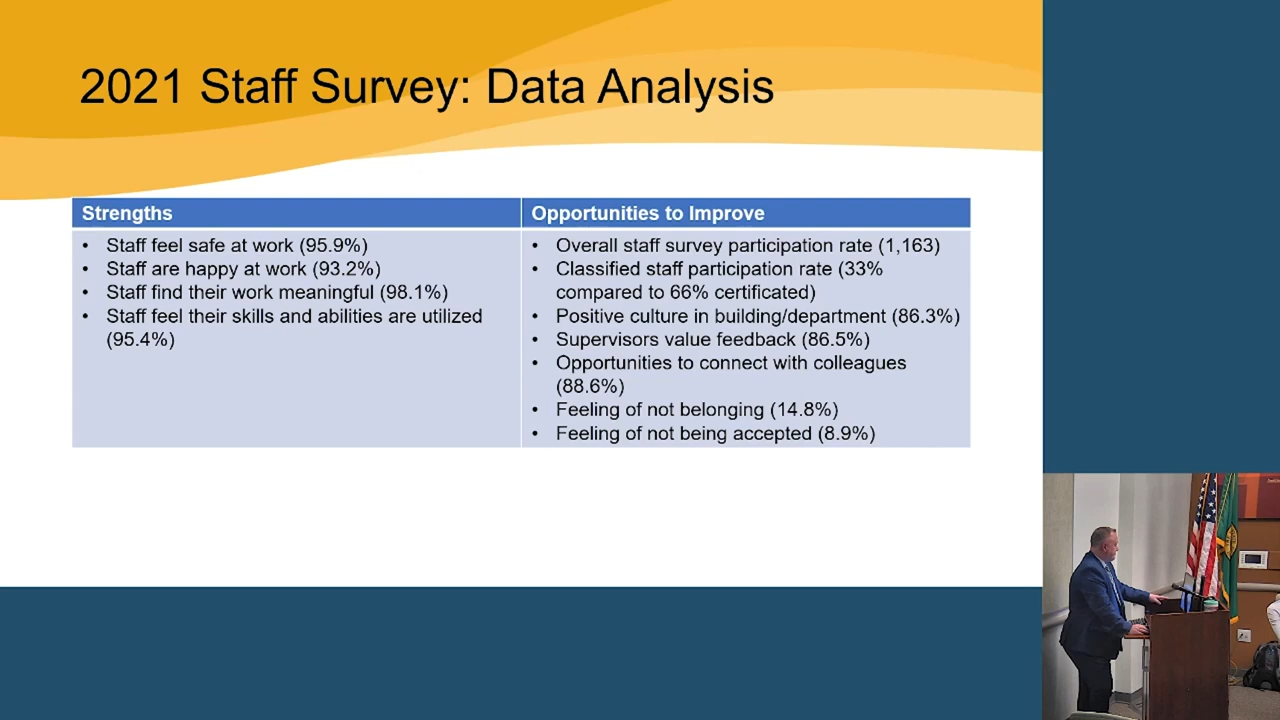 2021 Staff Survey: Data Analysis
Strengths
• Staff feel safe at work (95.9%)
• Staff are happy at work (93.2%)
• Staff find their work meaningful (98.1%)
• Staff feel their skills and abilities are utilized
(95.4%)
Opportunities to Improve
• Overall staff survey participation rate (1,163)
• Classified staff participation rate (33%
compared to 66% certificated)
• Positive culture in building/department (86.3%)
• Supervisors value feedback (86.5%)
• Opportunities to connect with colleagues
(88.6%)
• Feeling of not belonging (14.8%)
• Feeling of not being accepted (8.9%)